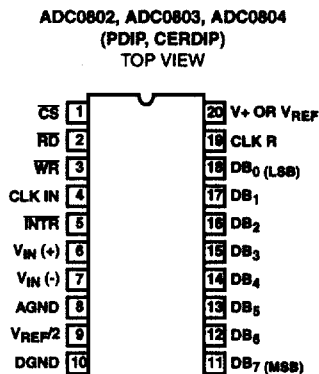 ADC0802, ADC0803, ADC0804
(PDIP, CERDIP)
TOP VIEW
CS 1 20 V+ OR VREF
RD 2 19 CLK R
WR 3 18 DB0 (LSB)
CLK IN 4 17 DB1
INTR 5 16 DB2
VIN (+) 6 15 DB3
VIN (-) 7 14 DB4
AGND 8 13 DB5
VREF/2 9 12 DB6
DGND 10 11 DB7 (MSB)